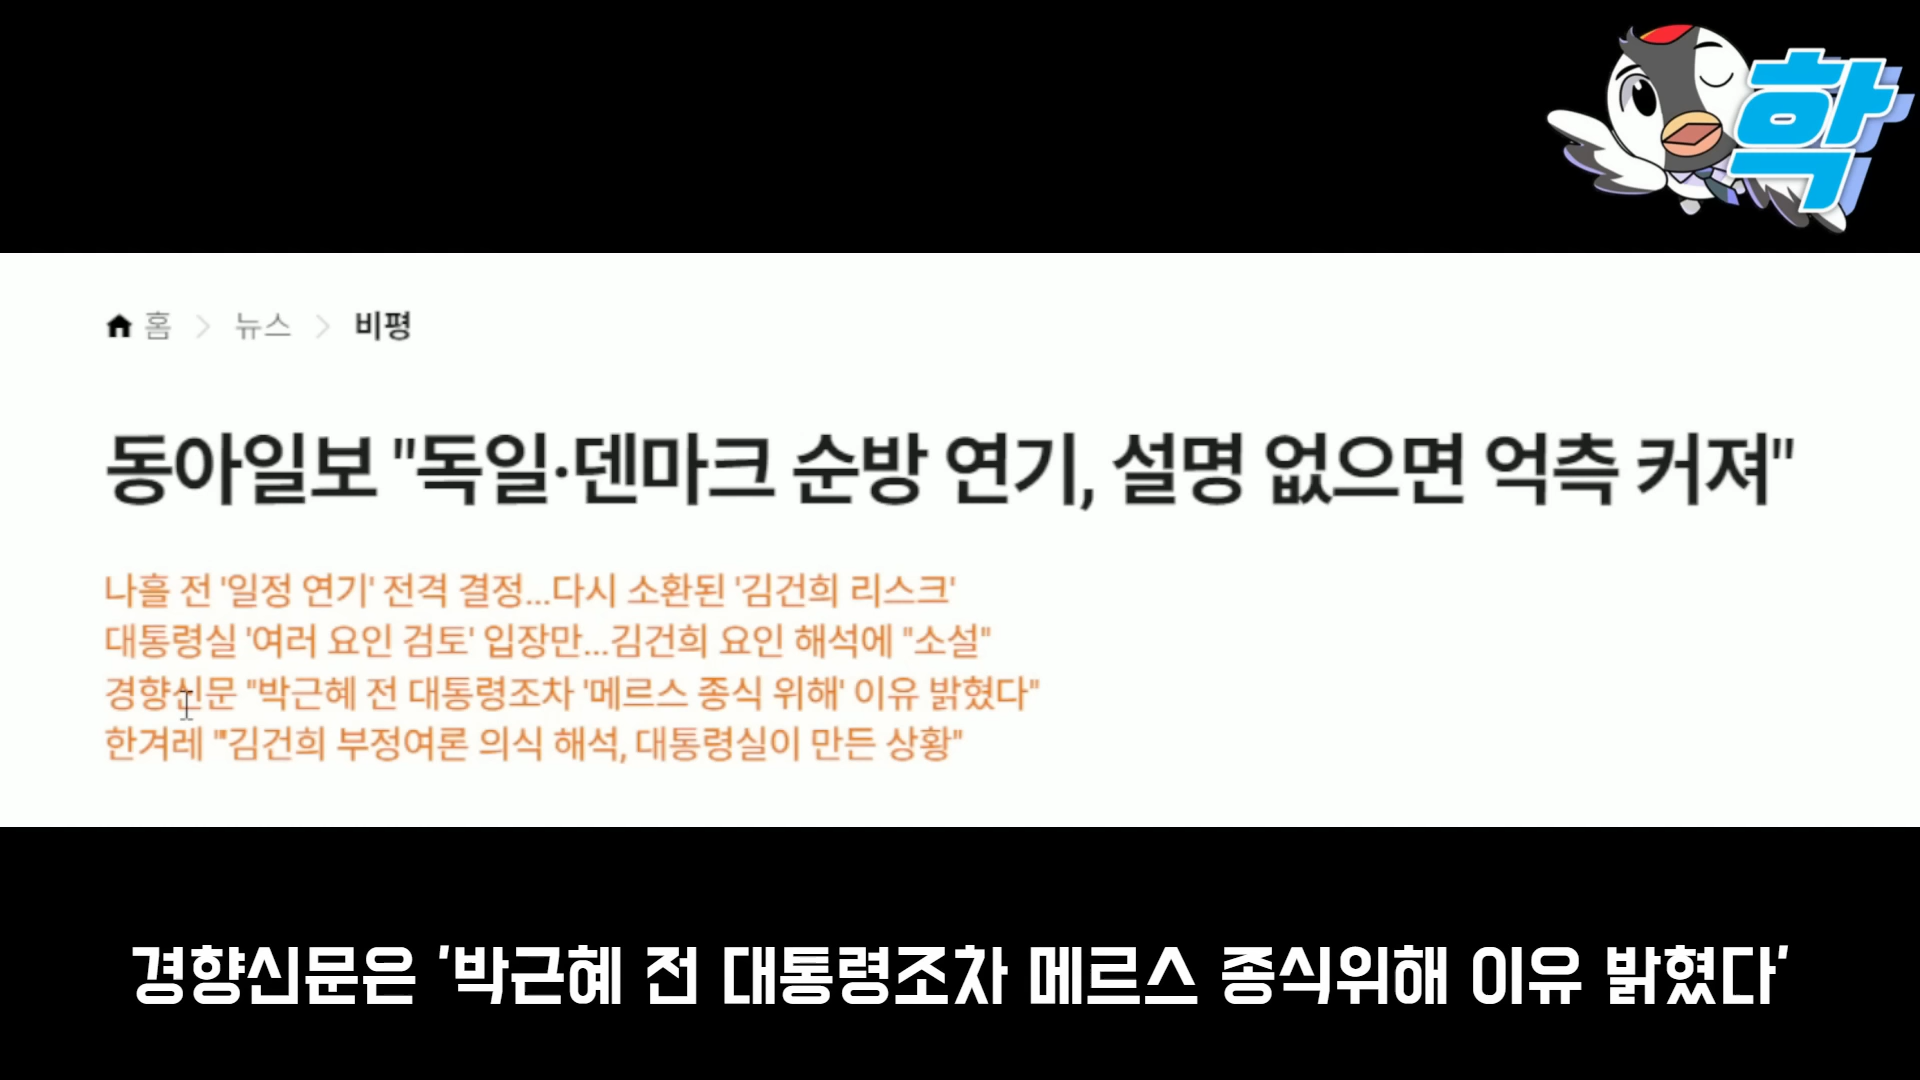 학
홈 > 뉴스 > 비평
동아일보 "독일·덴마크 순방 연기, 설명 없으면 억측 커져"
나흘 전 '일정 연기' 전격 결정...다시 소환된 '김건희 리스크'
대통령실 '여러 요인 검토' 입장만...김건희 요인 해석에 "소설"
경향신문 "박근혜 전 대통령조차 '메르스 종식 위해' 이유 밝혔다"
한겨레 "'김건희 부정여론 의식 해석, 대통령실이 만든 상황"
경향신문은 '박근혜 전 대통령조차 메르스 종식위해 이유 밝혔다'